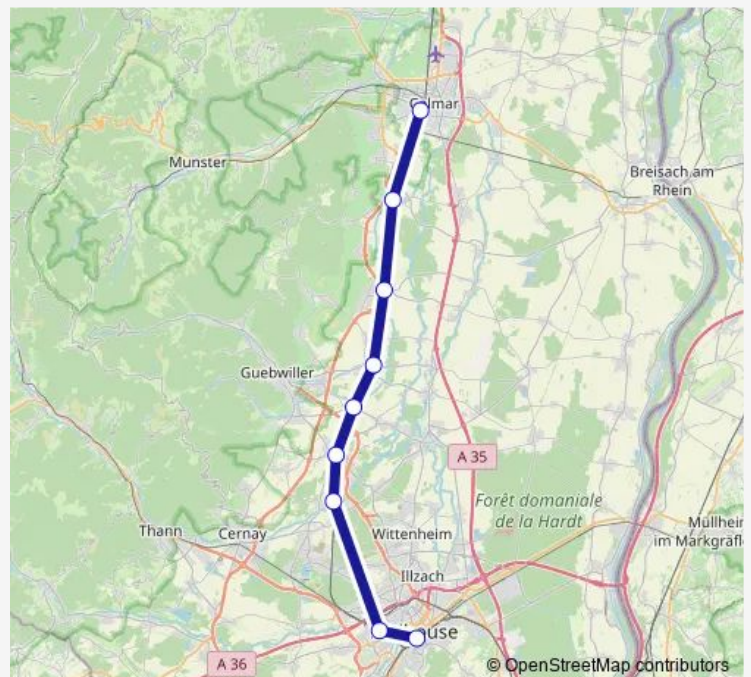 Colmar
Munster
Breisach am
Rhein
Guebwiller
A 35
Forêt domaniale
de la Hardt
Thann
Cernay
Wittenheim
Müllheim
im Markgräfl
Illzach
ouse
A 36
© OpenStreetMap contributors